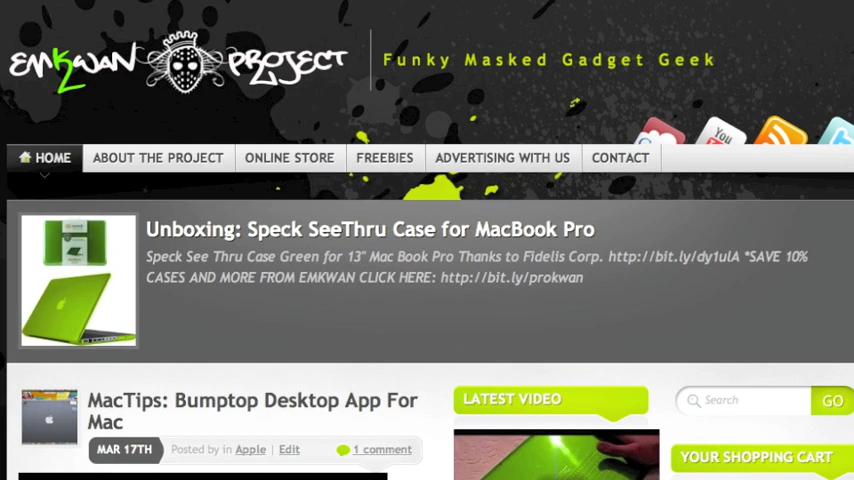 EMKWAN PROJECT
Funky Masked Gadget Geek
You
HOME ABOUT THE PROJECT ONLINE STORE FREEBIES ADVERTISING WITH US CONTACT
Unboxing: Speck SeeThru Case for MacBook Pro
Speck See Thru Case Green for 13" Mac Book Pro Thanks to Fidelis Corp. http://bit.ly/dy1ulA *SAVE 10%
CASES AND MORE FROM EMKWAN CLICK HERE: http://bit.ly/prokwan
MacTips: Bumptop Desktop App For
Mac
MAR 17TH Posted by in Apple | Edit 1 comment
LATEST VIDEO
Search GO
YOUR SHOPPING CART